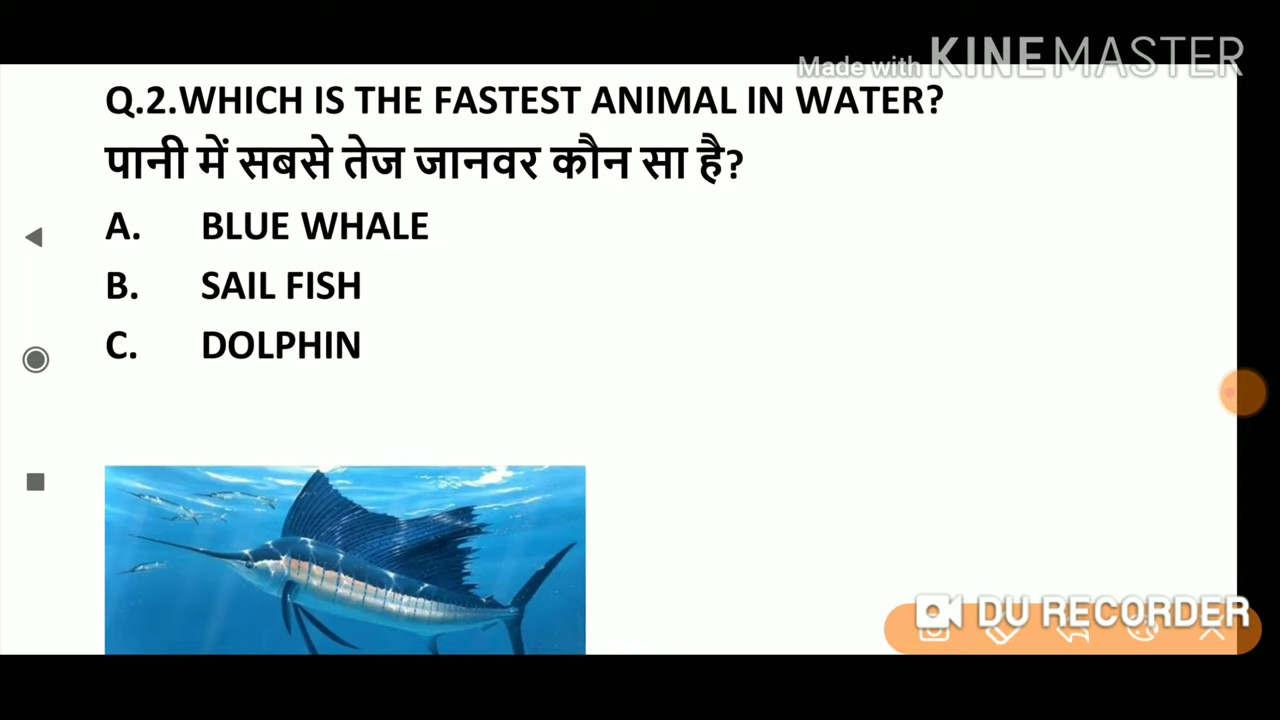 Made with KINEMASTER
Q.2.WHICH IS THE FASTEST ANIMAL IN WATER?
पानी में सबसे तेज जानवर कौन सा है?
A. BLUE WHALE
B. SAIL FISH
C. DOLPHIN
DU RECORDER